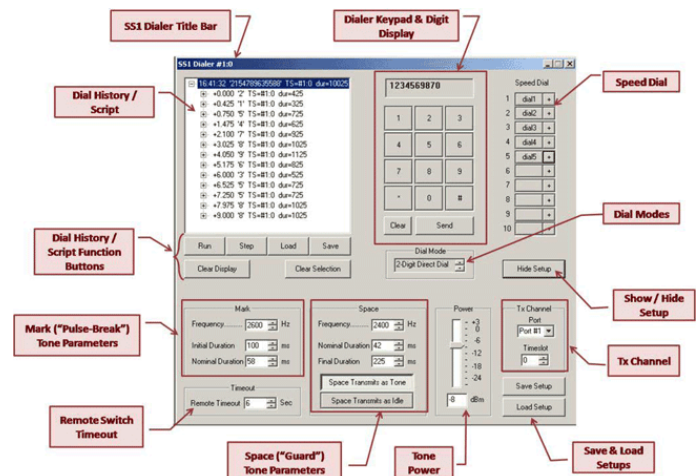 SS1 Dialer Title Bar
Dialer Keypad & Digit
Display
SS1 Dialer #1:0
Dial History /
Script
16:41:32 '2154789635588' TS=#1:0 dur=10025
+0.000 '2' TS=#1:0 dur=425
+0.425 '1' TS=#1:0 dur=325
+0.750 '5' TS=#1:0 dur=725
+1.475 '4' TS=#1:0 dur=625
+2.100 '7' TS=#1:0 dur=925
+3.025 '8' TS=#1:0 dur=1025
+4.050 '9' TS=#1:0 dur=1125
+5.175 '6' TS=#1:0 dur=825
+6.000 '3' TS=#1:0 dur=525
+6.525 '5' TS=#1:0 dur=725
+7.250 '5' TS=#1:0 dur=725
+7.975 '8' TS=#1:0 dur=1025
+9.000 '8' TS=#1:0 dur=1025
1234569870
1 2 3
4 5 6
7 8 9
* 0 #
Clear Send
Speed Dial
1 dial1 +
2 dial2 +
3 dial3 +
4 dial4 +
5 dial5 +
6 +
7 +
8 +
9 +
10 +
Speed Dial
Dial Modes
Dial History /
Script Function
Buttons
Run Step Load Save
Clear Display Clear Selection
Dial Mode
2-Digit Direct Dial
Hide Setup
Show / Hide
Setup
Mark ("Pulse-Break")
Tone Parameters
Mark
Frequency.......... 2600 Hz
Initial Duration 100 ms
Nominal Duration 58 ms
Space
Frequency.......... 2400 Hz
Nominal Duration 42 ms
Final Duration 225 ms
Space Transmits as Tone
Space Transmits as Idle
Power
+3
0
-6
-12
-18
-24
-8 dBm
Tx Channel
Port
Port #1
Timeslot
0
Tx Channel
Timeout
Remote Timeout 6 Sec
Save Setup
Load Setup
Remote Switch
Timeout
Space ("Guard")
Tone Parameters
Tone
Power
Save & Load
Setups